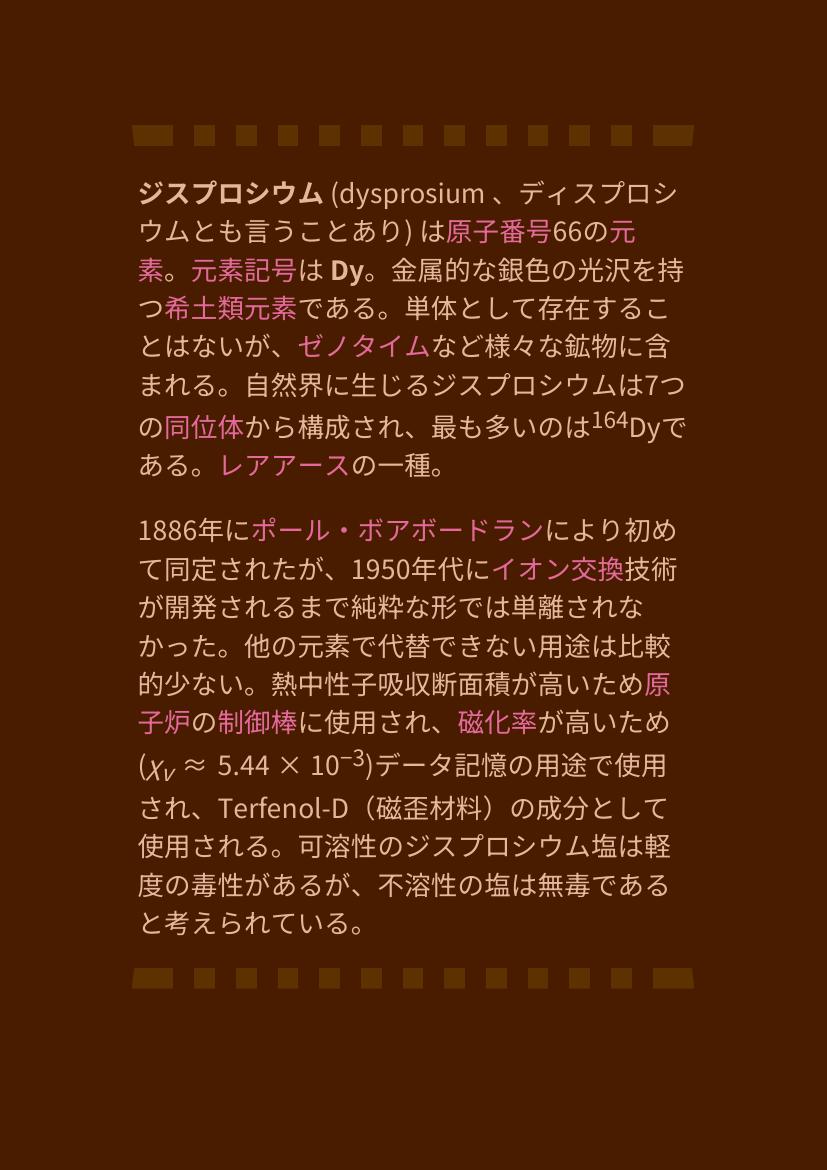 ジスプロシウム (dysprosium 、ディスプロシ
ウムとも言うことあり) は原子番号66の元
素。元素記号は Dy。金属的な銀色の光沢を持
つ希土類元素である。単体として存在するこ
とはないが、ゼノタイムなど様々な鉱物に含
まれる。自然界に生じるジスプロシウムは7つ
の同位体から構成され、最も多いのは¹⁶⁴Dyで
ある。レアアースの一種。
1886年にポール・ボアボードランにより初め
て同定されたが、1950年代にイオン交換技術
が開発されるまで純粋な形では単離されな
かった。他の元素で代替できない用途は比較
的少ない。熱中性子吸収断面積が高いため原
子炉の制御棒に使用され、磁化率が高いため
(χᵥ ≈ 5.44 × 10⁻³)データ記憶の用途で使用
され、Terfenol-D（磁歪材料）の成分として
使用される。可溶性のジスプロシウム塩は軽
度の毒性があるが、不溶性の塩は無毒である
と考えられている。